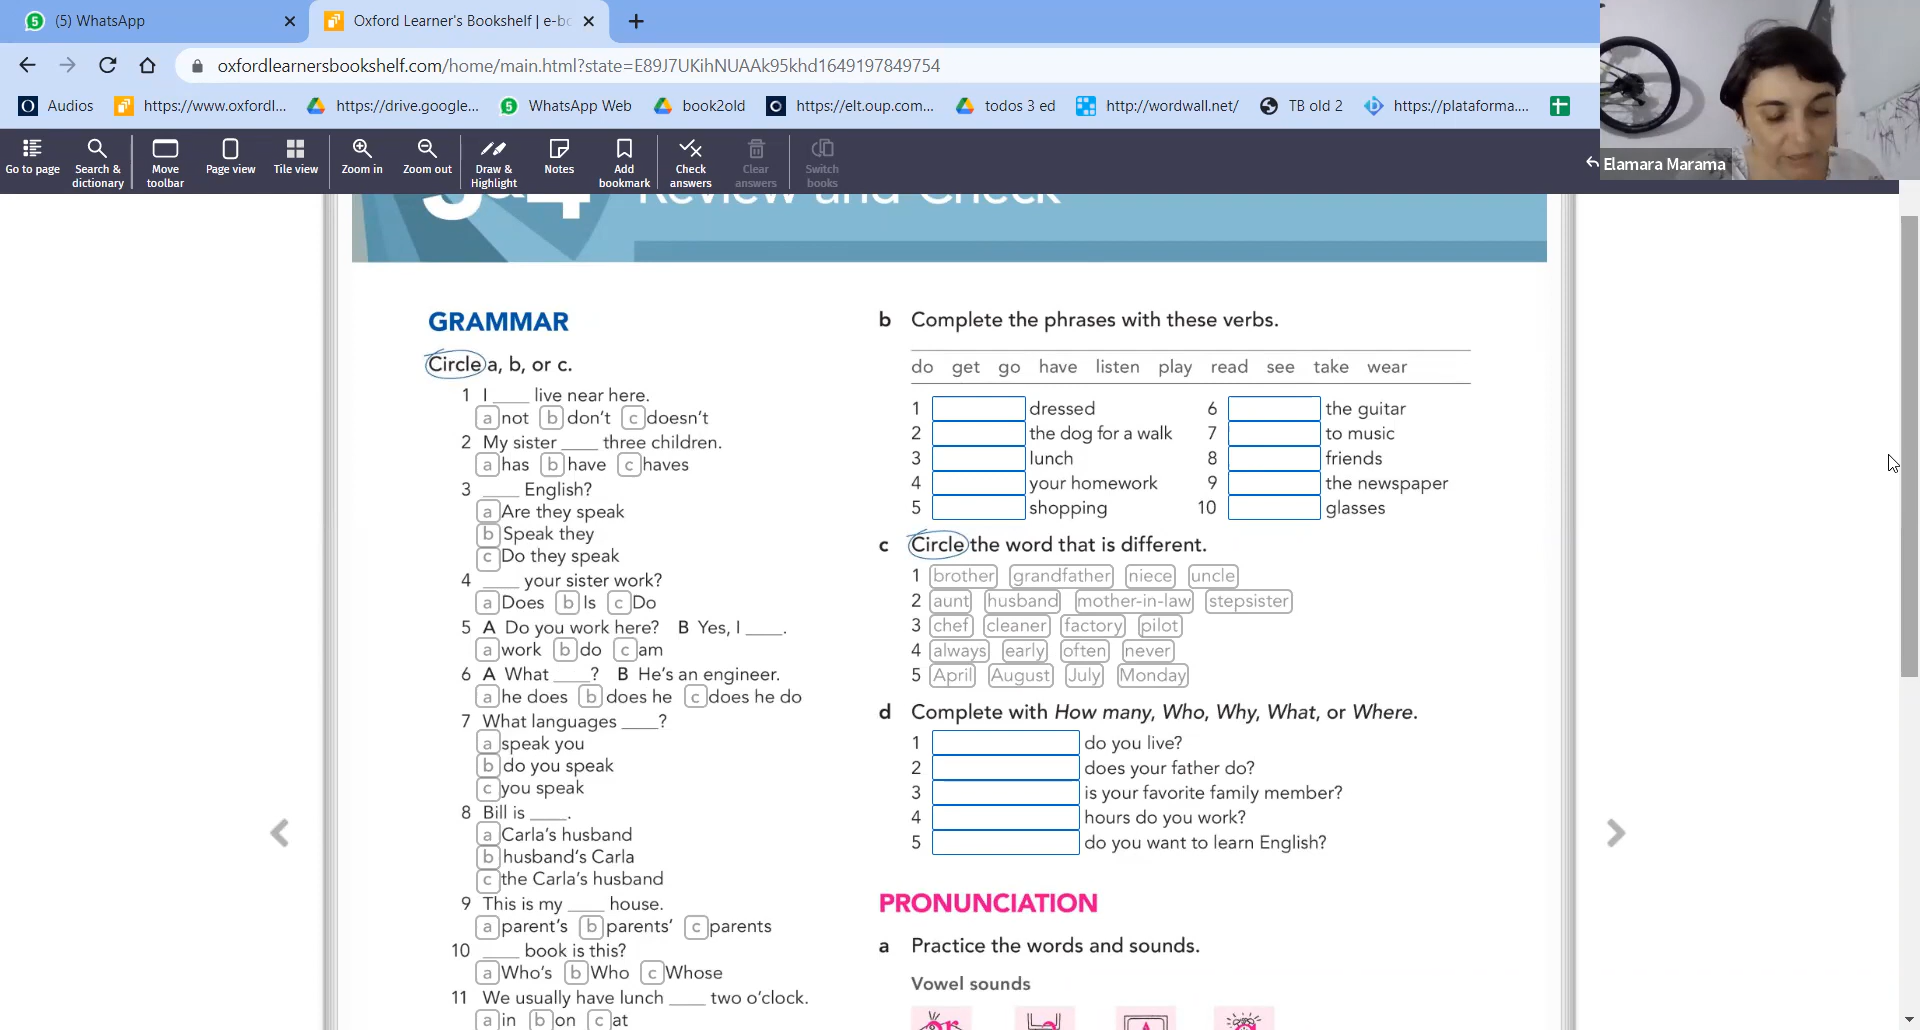 (5) WhatsApp
Oxford Learner's Bookshelf | e-bo
oxfordlearnersbookshelf.com/home/main.html?state=E89J7UKihNUAAk95khd1649197849754
Audios https://www.oxfordl... https://drive.google... WhatsApp Web book2old https://elt.oup.com... todos 3 ed http://wordwall.net/ TB old 2 https://plataforma....
Go to page Search & dictionary Move toolbar Page view Tile view Zoom in Zoom out Draw & Highlight Notes Add bookmark Check answers Clear answers Switch books
Elamara Marama
3&4 Review and Check
GRAMMAR
Circle a, b, or c.
1 I ____ live near here.
a not b don't c doesn't
2 My sister ____ three children.
a has b have c haves
3 ____ English?
a Are they speak
b Speak they
c Do they speak
4 ____ your sister work?
a Does b Is c Do
5 A Do you work here? B Yes, I ____.
a work b do c am
6 A What ____? B He's an engineer.
a he does b does he c does he do
7 What languages ____?
a speak you
b do you speak
c you speak
8 Bill is ____.
a Carla's husband
b husband's Carla
c the Carla's husband
9 This is my ____ house.
a parent's b parents' c parents
10 ____ book is this?
a Who's b Who c Whose
11 We usually have lunch ____ two o'clock.
a in b on c at
b Complete the phrases with these verbs.
do get go have listen play read see take wear
1 dressed
2 the dog for a walk
3 lunch
4 your homework
5 shopping
6 the guitar
7 to music
8 friends
9 the newspaper
10 glasses
c Circle the word that is different.
1 brother grandfather niece uncle
2 aunt husband mother-in-law stepsister
3 chef cleaner factory pilot
4 always early often never
5 April August July Monday
d Complete with How many, Who, Why, What, or Where.
1 do you live?
2 does your father do?
3 is your favorite family member?
4 hours do you work?
5 do you want to learn English?
PRONUNCIATION
a Practice the words and sounds.
Vowel sounds